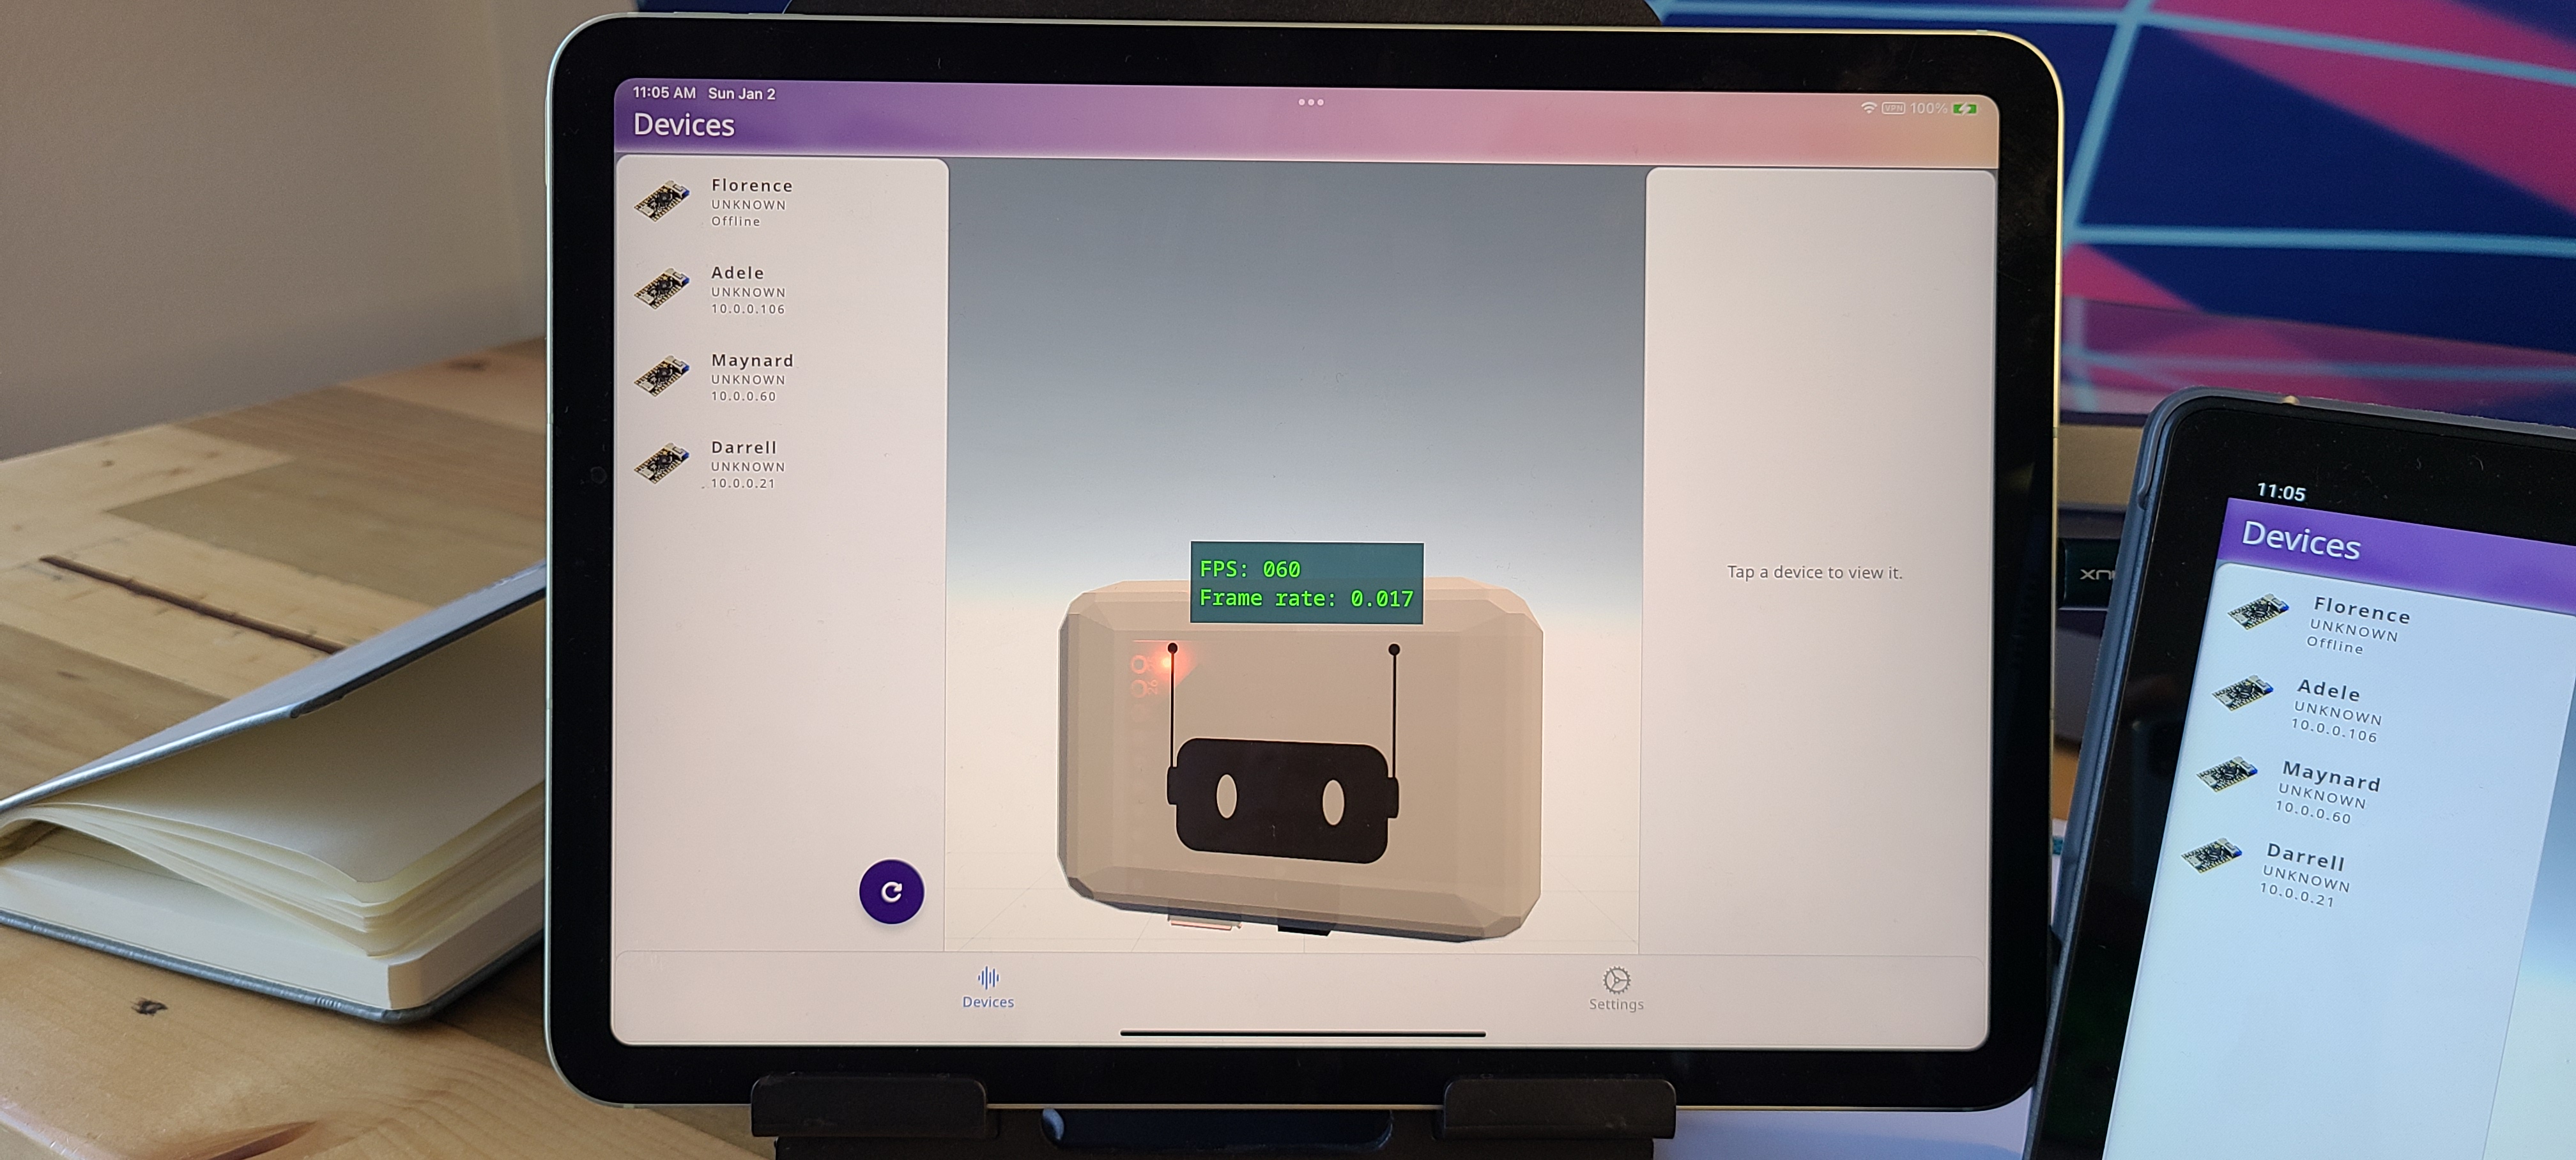 11:05 AM Sun Jan 2
VPN 100%
Devices
Florence
UNKNOWN
Offline
Adele
UNKNOWN
10.0.0.106
Maynard
UNKNOWN
10.0.0.60
Darrell
UNKNOWN
10.0.0.21
FPS: 060
Frame rate: 0.017
Tap a device to view it.
Devices
Settings
11:05
Devices
Florence
UNKNOWN
Offline
Adele
UNKNOWN
10.0.0.106
Maynard
UNKNOWN
10.0.0.60
Darrell
UNKNOWN
10.0.0.21